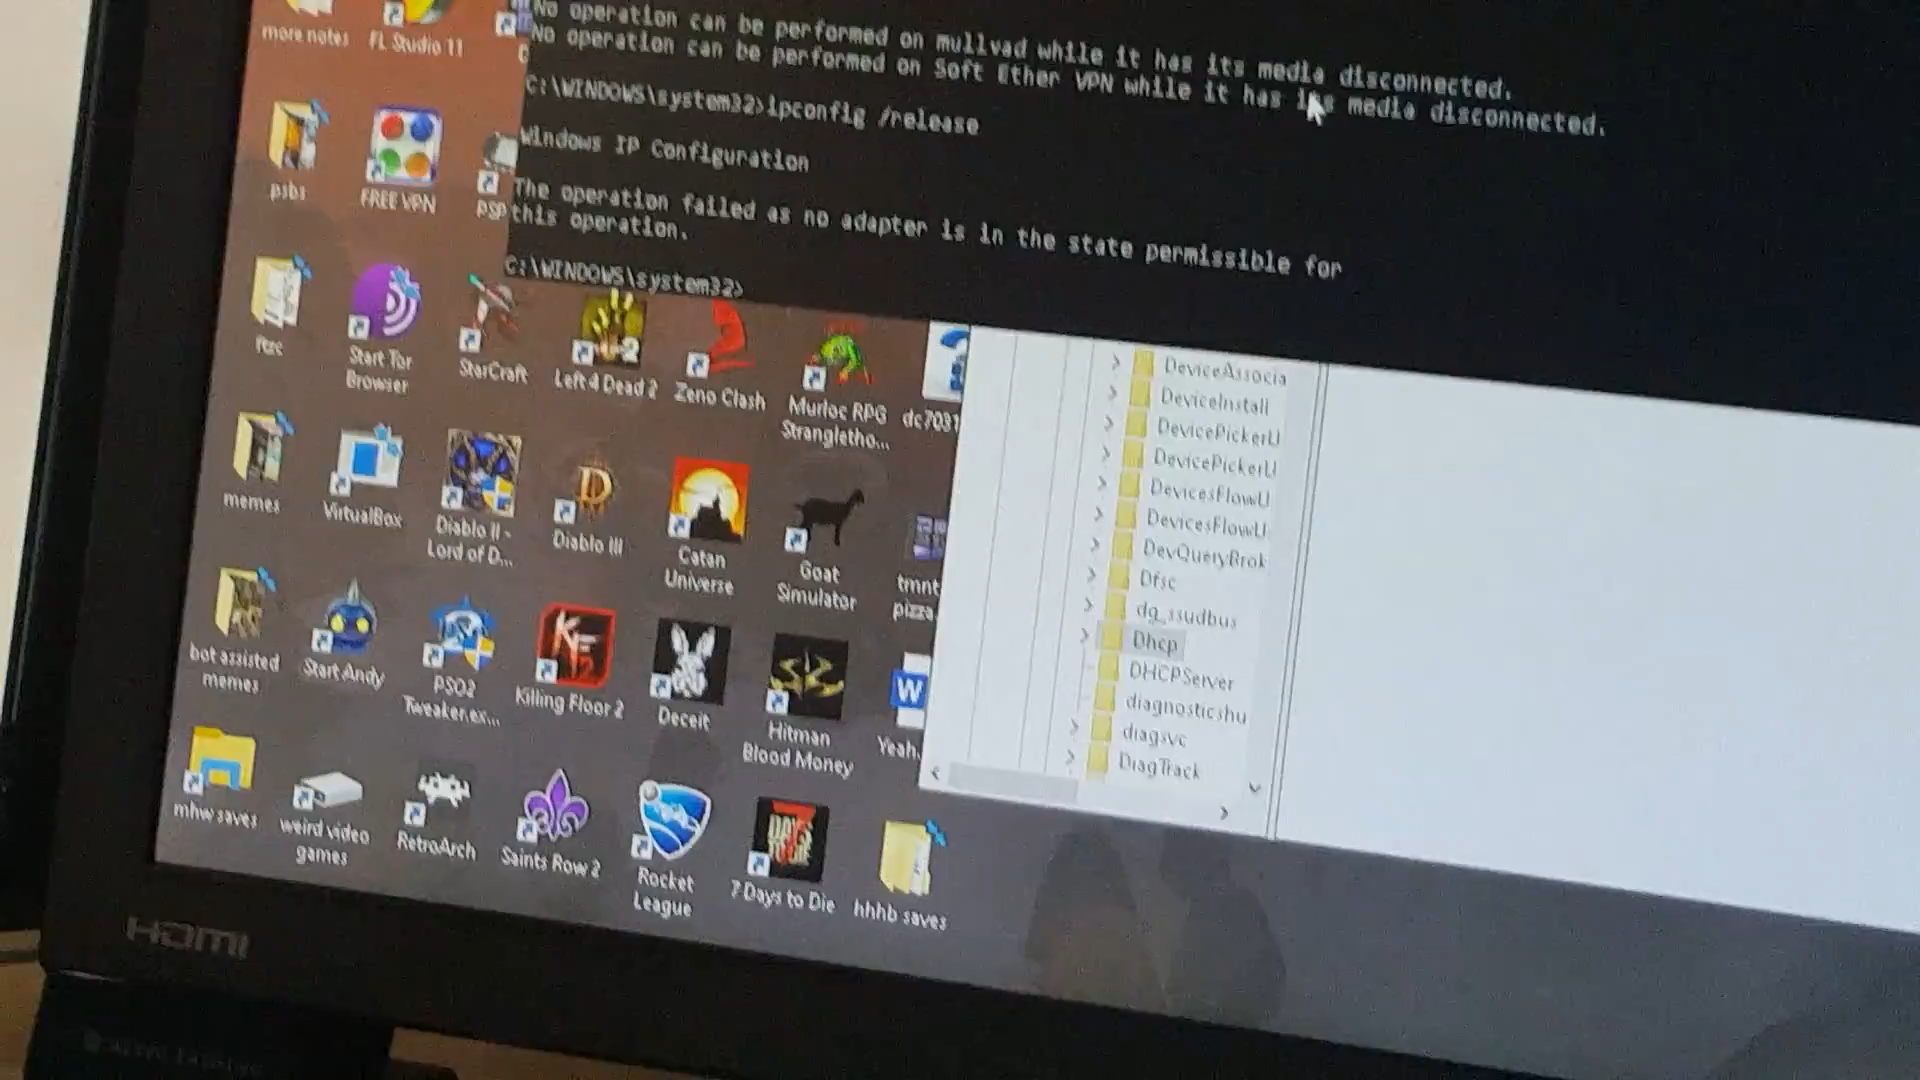 No operation can be performed on mullvad while it has its media disconnected.
No operation can be performed on Soft Ether VPN while it has its media disconnected.
C:\WINDOWS\system32>ipconfig /release
Windows IP Configuration
The operation failed as no adapter is in the state permissible for
this operation.
C:\WINDOWS\system32>
more notes
FL Studio 11
psbs
FREE VPN
PSP
Start Tor
Browser
StarCraft
Left 4 Dead 2
Zeno Clash
Murloc RPG
Strangletho...
dc7031
memes
VirtualBox
Diablo II -
Lord of D...
Diablo III
Catan
Universe
Goat
Simulator
tmnt
pizza
bot assisted
memes
Start Andy
PSO2
Tweaker.ex...
Killing Floor 2
Deceit
Hitman
Blood Money
Yeah.
mhw saves
weird video
games
RetroArch
Saints Row 2
Rocket
League
7 Days to Die
hhhb saves
DeviceAssocia
DeviceInstall
DevicePickerU
DevicePickerU
DevicesFlowU
DevicesFlowU
DevQueryBrok
Dfsc
dg_ssudbus
Dhcp
DHCPServer
diagnosticshu
diagsvc
DiagTrack
HDMI